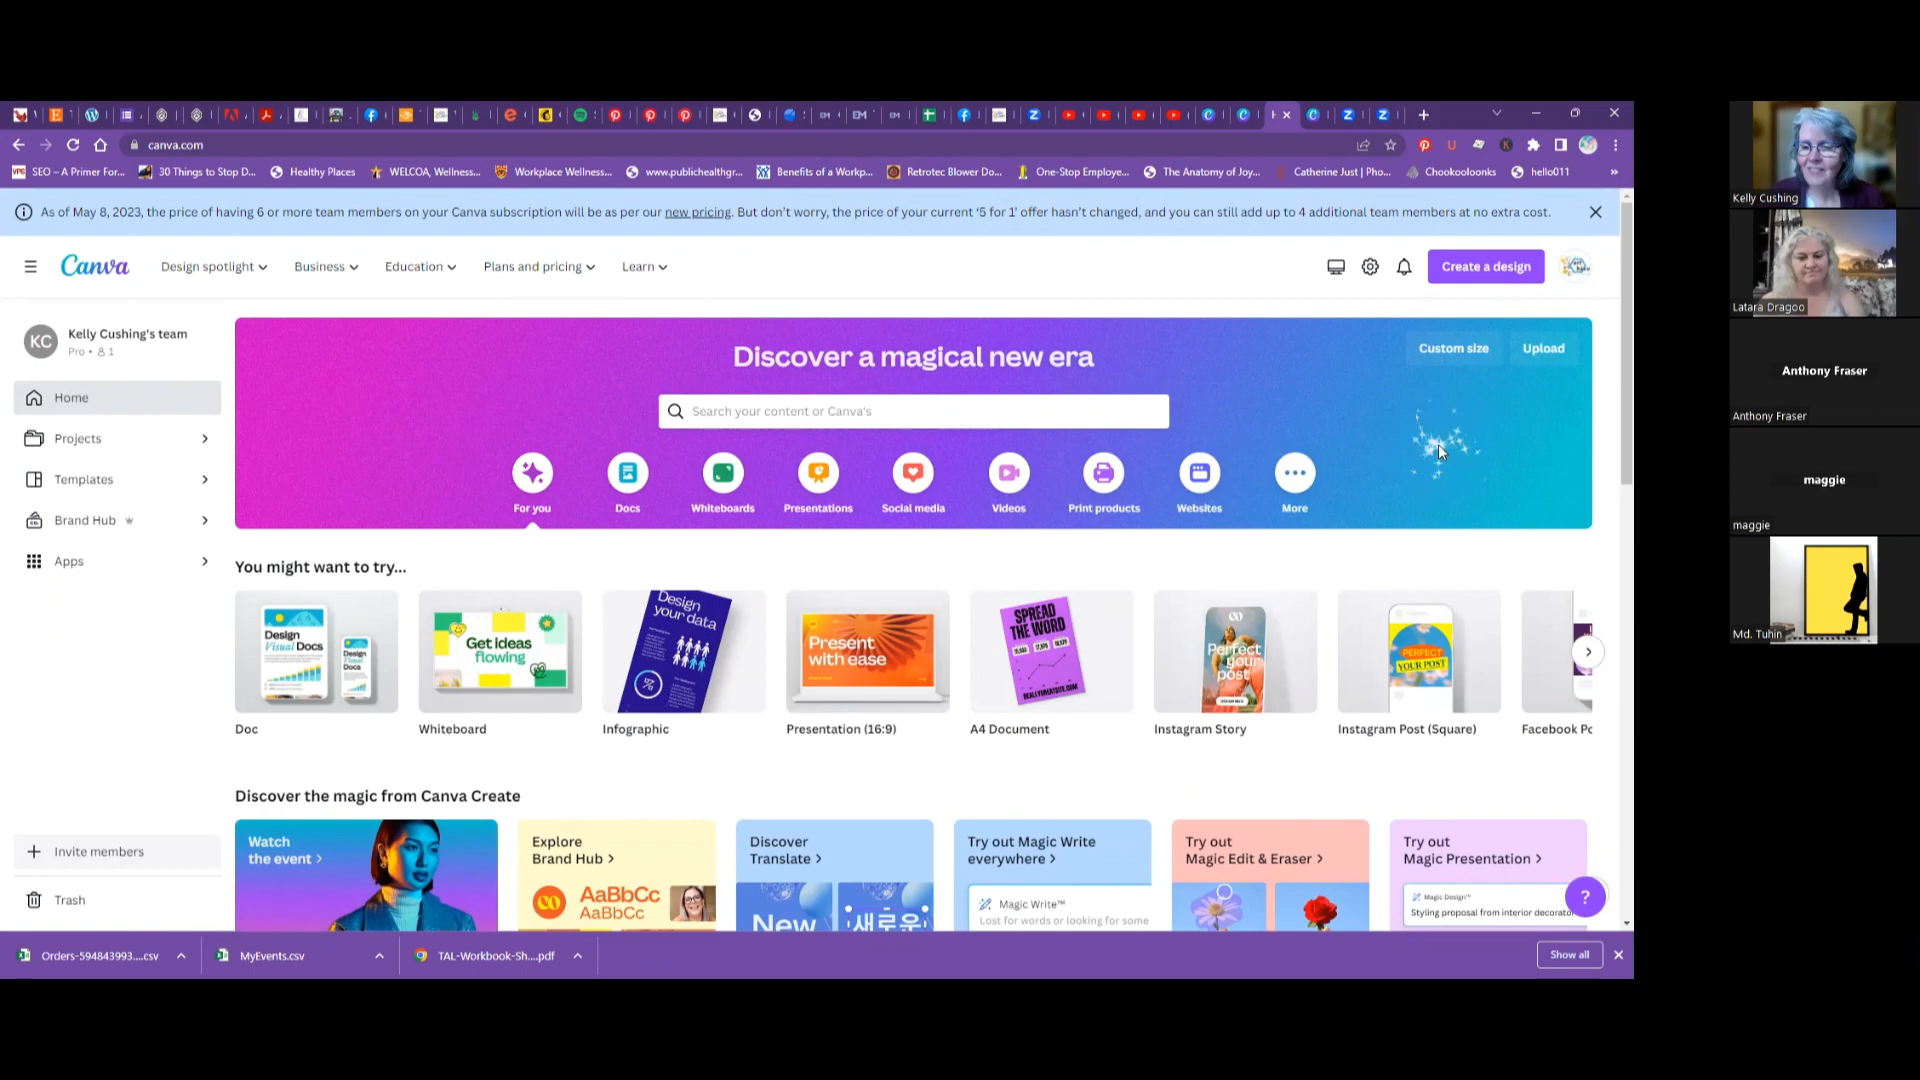 canva.com
SEO – A Primer For...
30 Things to Stop D...
Healthy Places
WELCOA, Wellness...
Workplace Wellness...
www.publichealthgr...
Benefits of a Workp...
Retrotec Blower Do...
One-Stop Employe...
The Anatomy of Joy...
Catherine Just | Pho...
Chookooloonks
hello011
As of May 8, 2023, the price of having 6 or more team members on your Canva subscription will be as per our new pricing. But don't worry, the price of your current '5 for 1' offer hasn't changed, and you can still add up to 4 additional team members at no extra cost.
Canva
Design spotlight
Business
Education
Plans and pricing
Learn
Create a design
KC
Kelly Cushing's team
Pro • 1
Home
Projects
Templates
Brand Hub
Apps
Invite members
Trash
Discover a magical new era
Custom size
Upload
Search your content or Canva's
For you
Docs
Whiteboards
Presentations
Social media
Videos
Print products
Websites
More
You might want to try...
Design
Visual Docs
Design
Visual
Docs
Get ideas
flowing
Design
your data
Present
with ease
SPREAD
THE WORD
REALLYGREATSITE.COM
Perfect
your
post
PERFECT
YOUR POST
Doc
Whiteboard
Infographic
Presentation (16:9)
A4 Document
Instagram Story
Instagram Post (Square)
Facebook Po
Discover the magic from Canva Create
Watch
the event
Explore
Brand Hub
AaBbCc
AaBbCc
Discover
Translate
New
새로운
Try out Magic Write
everywhere
Magic Write™
Lost for words or looking for some
Try out
Magic Edit & Eraser
Try out
Magic Presentation
Magic Design™
Styling proposal from interior decorato
?
Orders-594843993....csv
MyEvents.csv
TAL-Workbook-Sh....pdf
Show all
Kelly Cushing
Latara Dragoo
Anthony Fraser
Anthony Fraser
maggie
maggie
Md. Tuhin